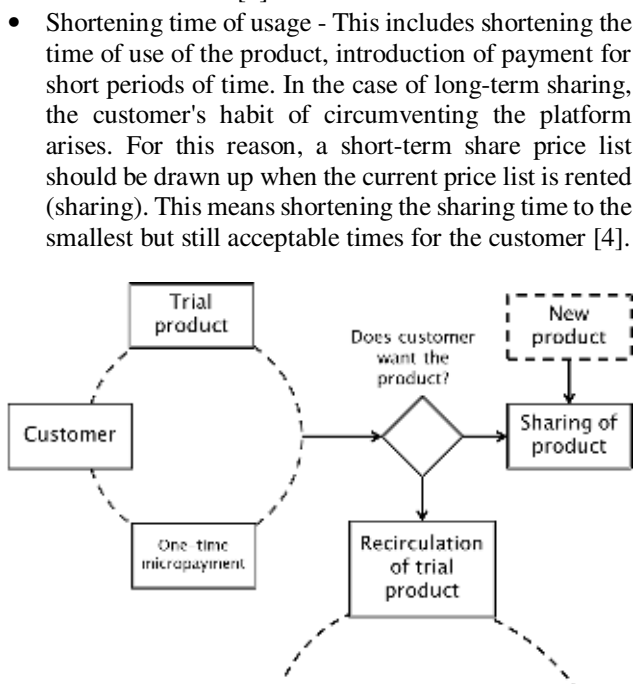 • Shortening time of usage - This includes shortening the
time of use of the product, introduction of payment for
short periods of time. In the case of long-term sharing,
the customer's habit of circumventing the platform
arises. For this reason, a short-term share price list
should be drawn up when the current price list is rented
(sharing). This means shortening the sharing time to the
smallest but still acceptable times for the customer [4].
Trial
product
Does customer
want the
product?
New
product
Customer
Sharing of
product
One-time
micropayment
Recirculation
of trial
product